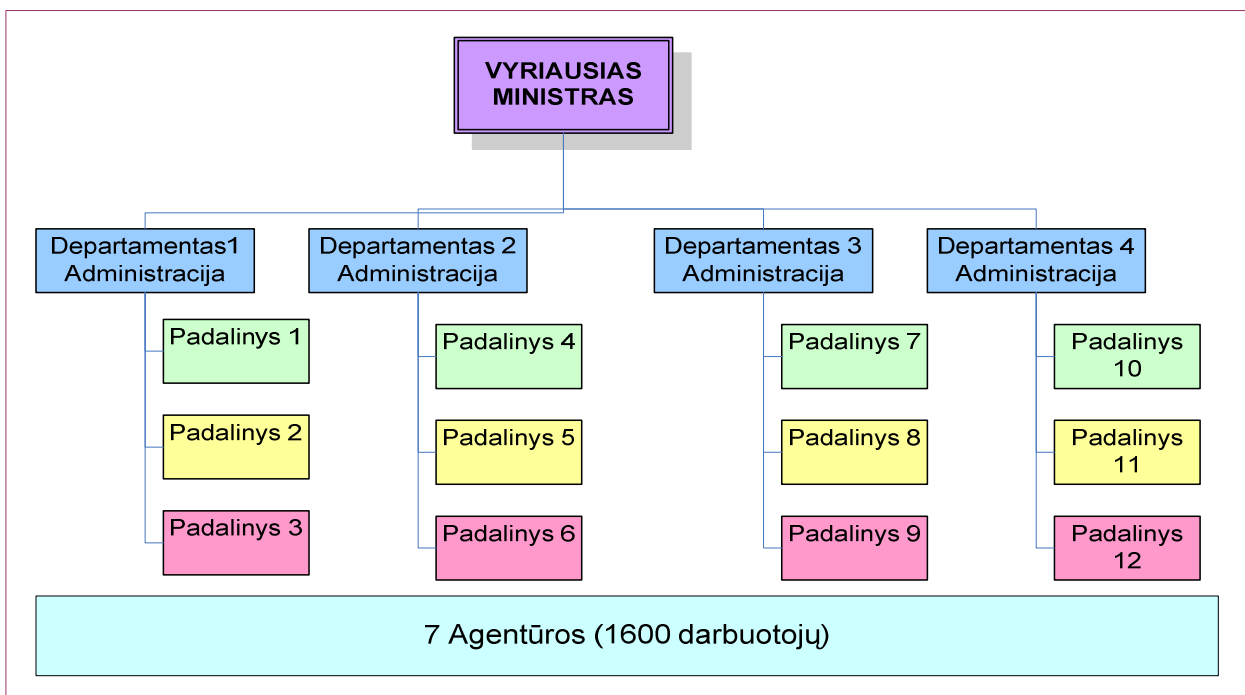 VYRIAUSIAS
MINISTRAS
Departamentas1
Administracija
Departamentas 2
Administracija
Departamentas 3
Administracija
Departamentas 4
Administracija
Padalinys 1
Padalinys 4
Padalinys 7
Padalinys
10
Padalinys 2
Padalinys 5
Padalinys 8
Padalinys
11
Padalinys 3
Padalinys 6
Padalinys 9
Padalinys
12
7 Agentūros (1600 darbuotojų)